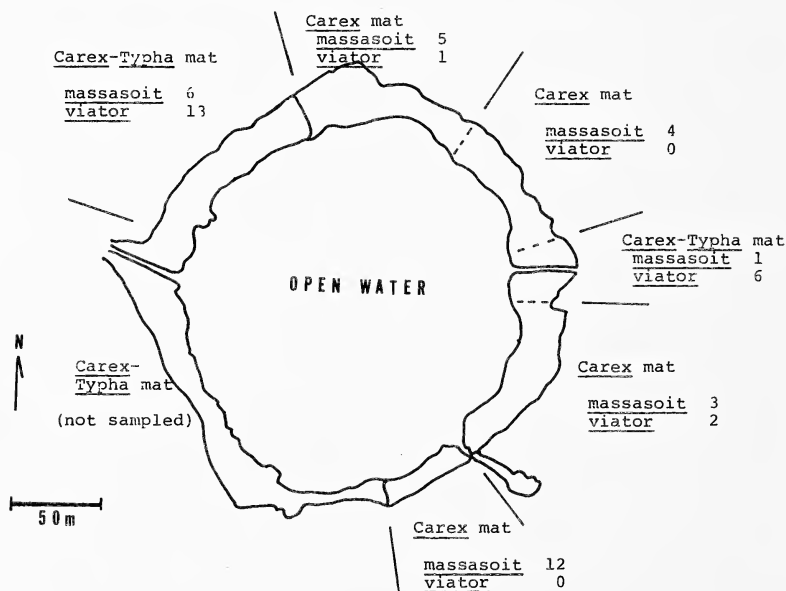 Carex mat
massasoit 5
viator 1
Carex-Typha mat
massasoit 6
viator 13
Carex mat
massasoit 4
viator 0
Carex-Typha mat
massasoit 1
viator 6
OPEN WATER
N
Carex-
Typha mat
(not sampled)
Carex mat
massasoit 3
viator 2
50m
Carex mat
massasoit 12
viator 0